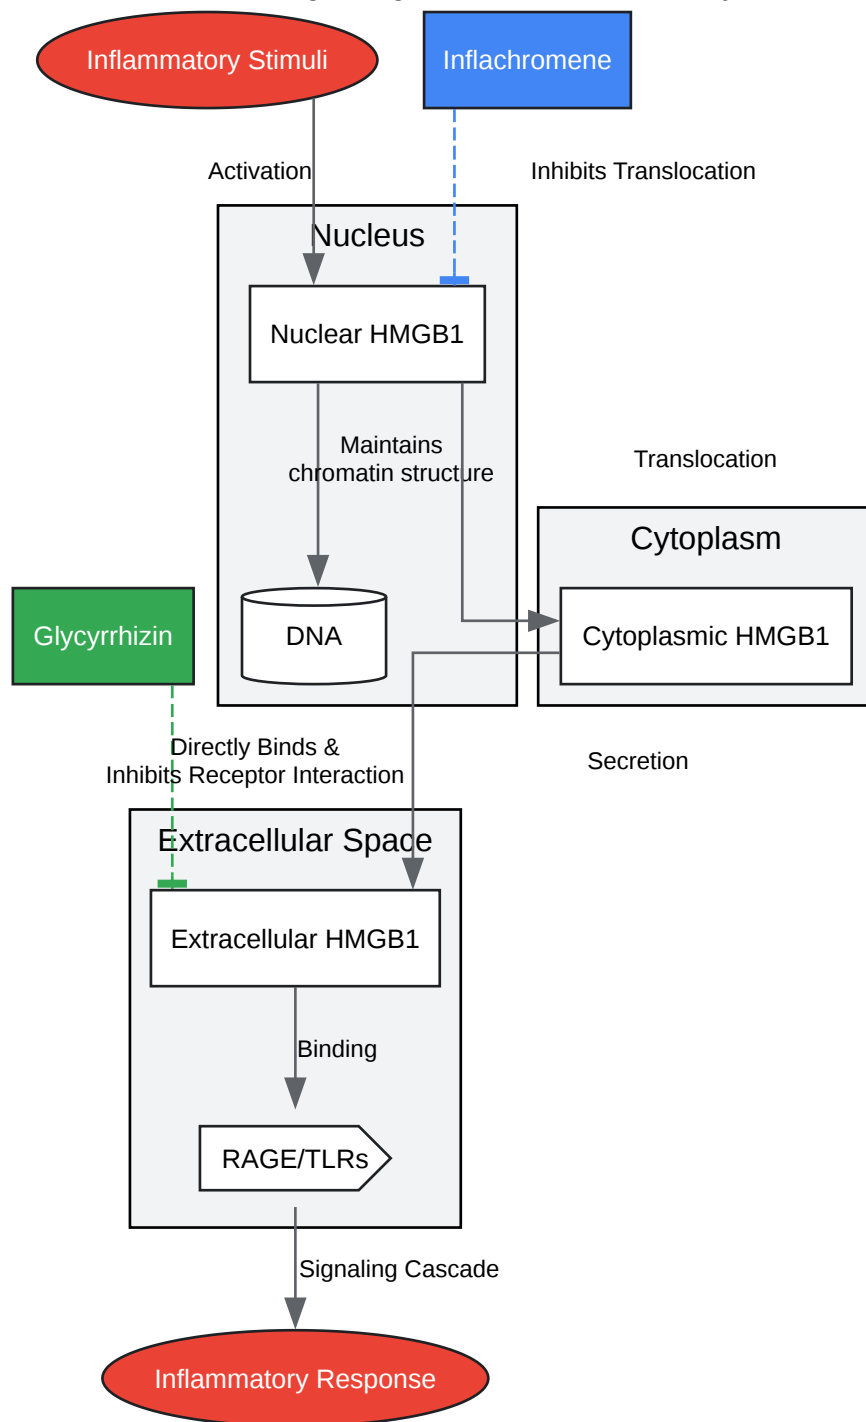 Inflammatory Stimuli
Inflachromene
Activation
Inhibits Translocation
Nucleus
Nuclear HMGB1
Maintains
chromatin structure
Translocation
Cytoplasm
Glycyrrhizin
DNA
Cytoplasmic HMGB1
Directly Binds &
Inhibits Receptor Interaction
Secretion
Extracellular Space
Extracellular HMGB1
Binding
RAGE/TLRs
Signaling Cascade
Inflammatory Response